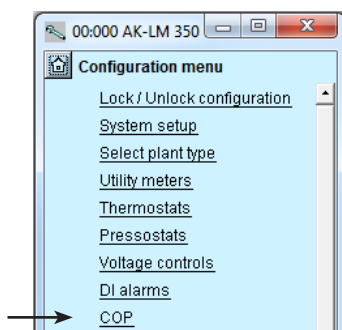 00:000 AK-LM 350
Configuration menu
Lock / Unlock configuration
System setup
Select plant type
Utility meters
Thermostats
Pressostats
Voltage controls
DI alarms
COP